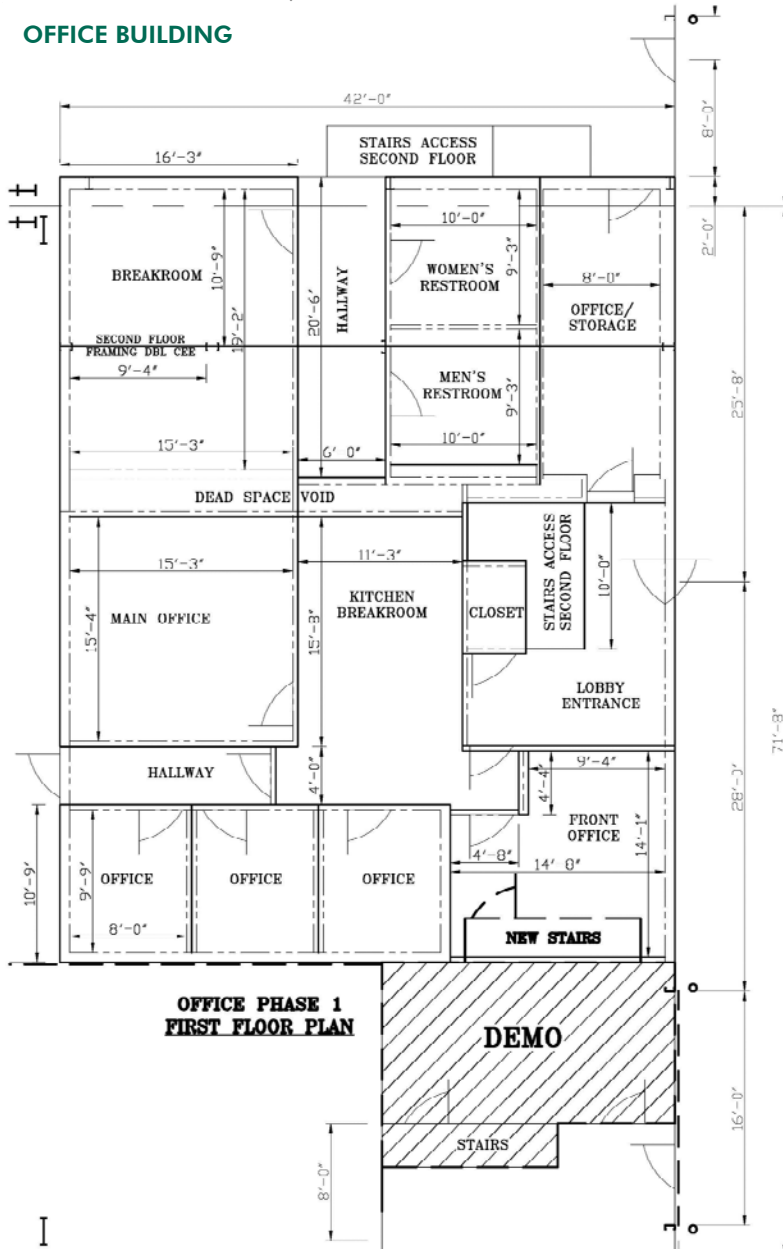 OFFICE BUILDING
42'-0"
8'-0"
16'-3"
STAIRS ACCESS
SECOND FLOOR
2'-0"
10'-0"
9'-3"
8'-0"
BREAKROOM
10'-9"
WOMEN'S
RESTROOM
HALLWAY
20'-6"
19'-2"
OFFICE/
STORAGE
SECOND FLOOR
FRAMING DBL CEE
9'-4"
MEN'S
RESTROOM
9'-3"
25'-8"
15'-3"
6' 0"
10'-0"
DEAD SPACE VOID
15'-3"
11'-3"
STAIRS ACCESS
SECOND FLOOR
10'-0"
MAIN OFFICE
15'-4"
KITCHEN
BREAKROOM
CLOSET
LOBBY
ENTRANCE
71'-8"
HALLWAY
4'-0"
9'-4"
4'-4"
28'-0"
FRONT
OFFICE
14'-1"
10'-9"
9'-9"
OFFICE
OFFICE
OFFICE
4'-8"
8'-0"
NEW STAIRS
OFFICE PHASE 1
FIRST FLOOR PLAN
DEMO
16'-0"
STAIRS
8'-0"